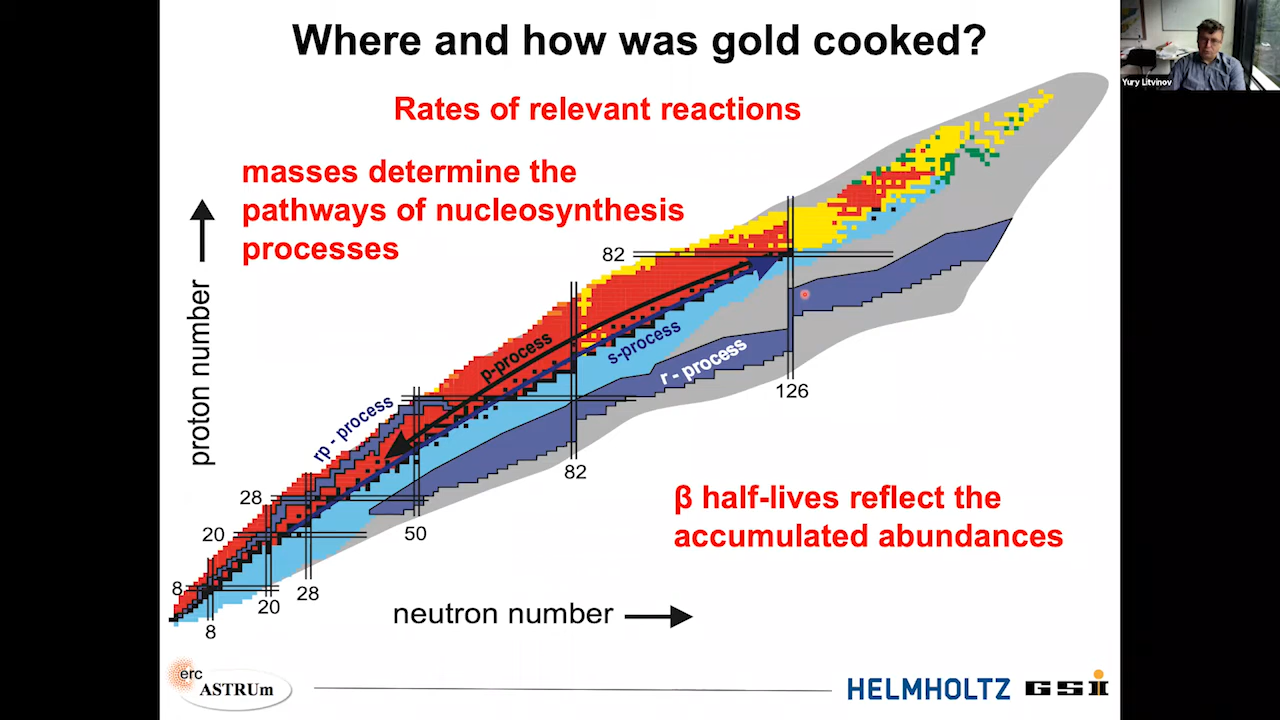 Where and how was gold cooked?
Yury Litvinov
Rates of relevant reactions
masses determine the
pathways of nucleosynthesis
processes
82
proton number
p-process
s-process
r - process
rp - process
126
82
28
50
20
8
28
20
8
β half-lives reflect the
accumulated abundances
neutron number
erc
ASTRUm
HELMHOLTZ
GSI